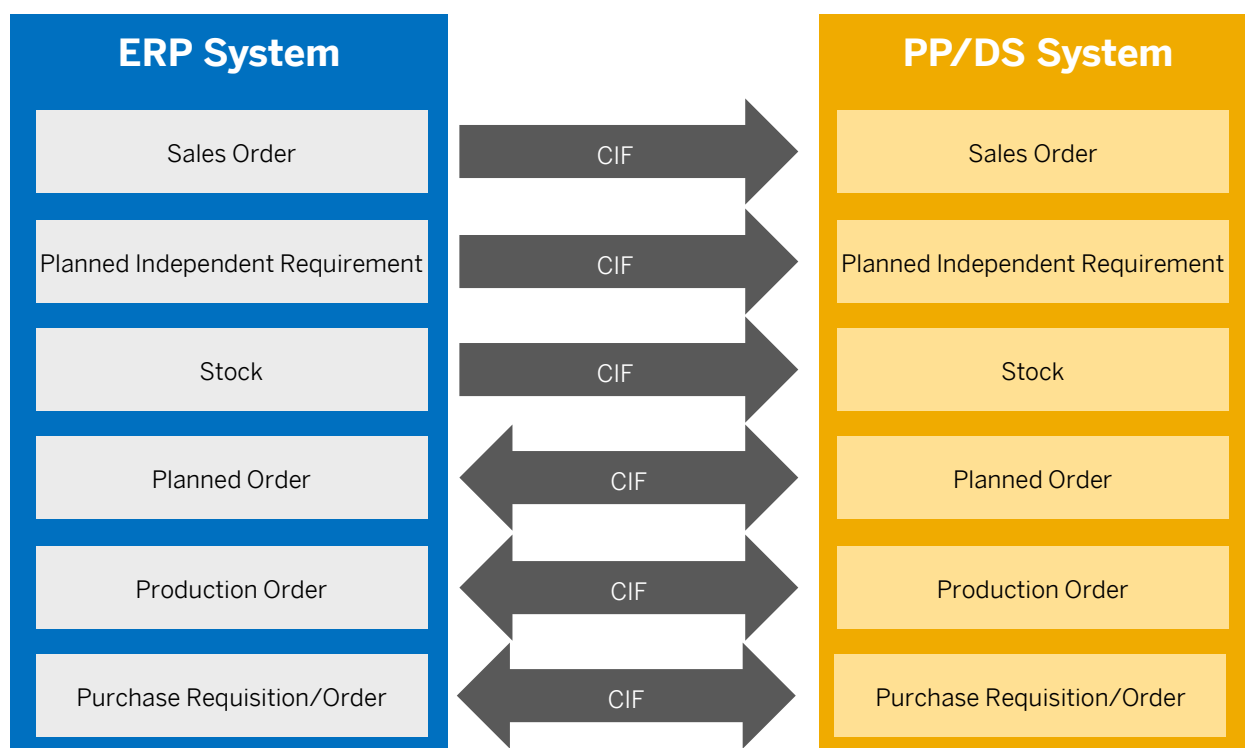 ERP System
PP/DS System
Sales Order
CIF
Sales Order
Planned Independent Requirement
CIF
Planned Independent Requirement
Stock
CIF
Stock
Planned Order
CIF
Planned Order
Production Order
CIF
Production Order
Purchase Requisition/Order
CIF
Purchase Requisition/Order